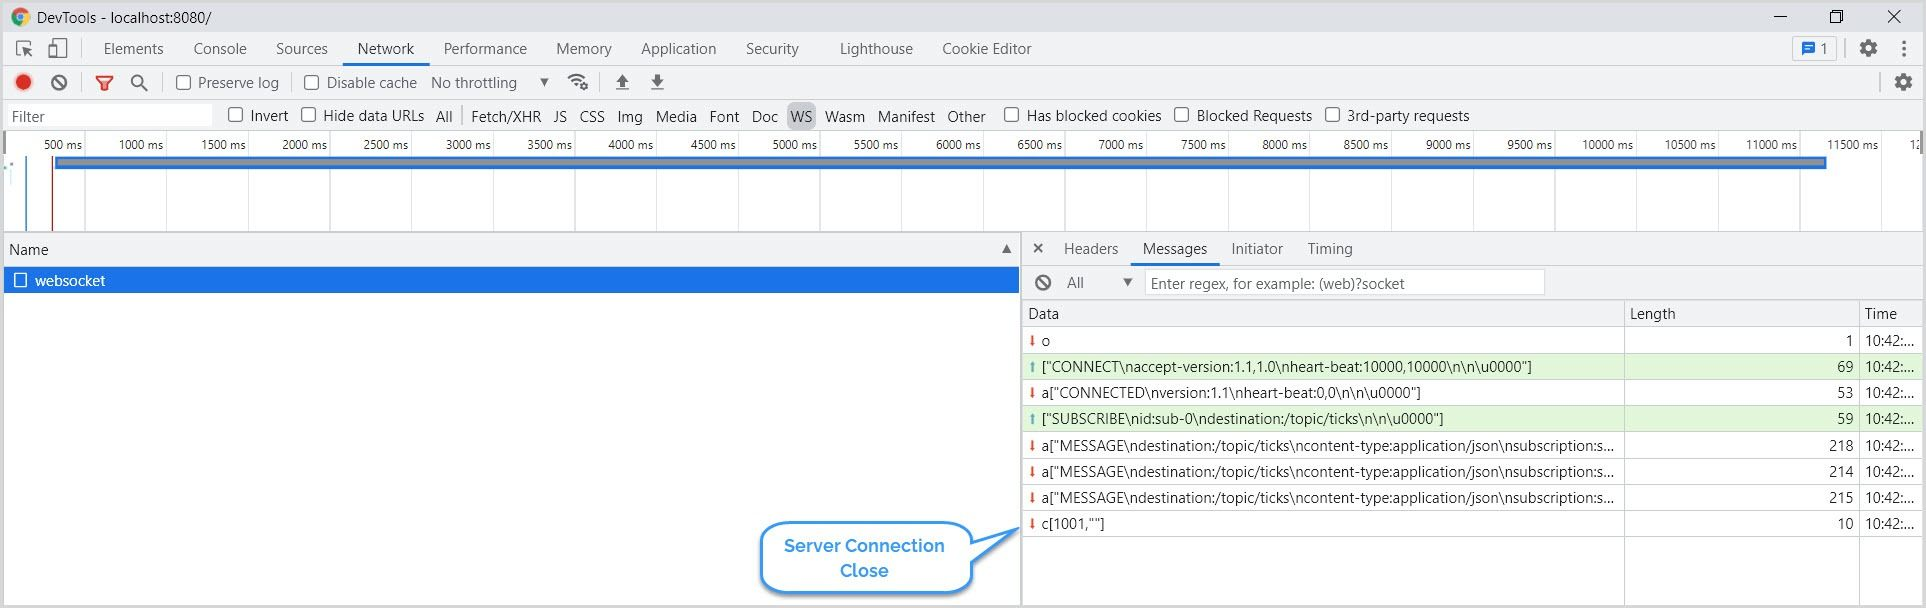 DevTools - localhost:8080/
Elements Console Sources Network Performance Memory Application Security Lighthouse Cookie Editor 1
Preserve log Disable cache No throttling
Filter Invert Hide data URLs All Fetch/XHR JS CSS Img Media Font Doc WS Wasm Manifest Other Has blocked cookies Blocked Requests 3rd-party requests
500 ms 1000 ms 1500 ms 2000 ms 2500 ms 3000 ms 3500 ms 4000 ms 4500 ms 5000 ms 5500 ms 6000 ms 6500 ms 7000 ms 7500 ms 8000 ms 8500 ms 9000 ms 9500 ms 10000 ms 10500 ms 11000 ms 11500 ms
Name
websocket
Headers Messages Initiator Timing
All Enter regex, for example: (web)?socket
Data Length Time
o 1 10:42:...
["CONNECT\naccept-version:1.1,1.0\nheart-beat:10000,10000\n\n\u0000"] 69 10:42:...
a["CONNECTED\nversion:1.1\nheart-beat:0,0\n\n\u0000"] 53 10:42:...
["SUBSCRIBE\nid:sub-0\ndestination:/topic/ticks\n\n\u0000"] 59 10:42:...
a["MESSAGE\ndestination:/topic/ticks\ncontent-type:application/json\nsubscription:s... 218 10:42:...
a["MESSAGE\ndestination:/topic/ticks\ncontent-type:application/json\nsubscription:s... 214 10:42:...
a["MESSAGE\ndestination:/topic/ticks\ncontent-type:application/json\nsubscription:s... 215 10:42:...
c[1001,""] 10 10:42:...
Server Connection
Close